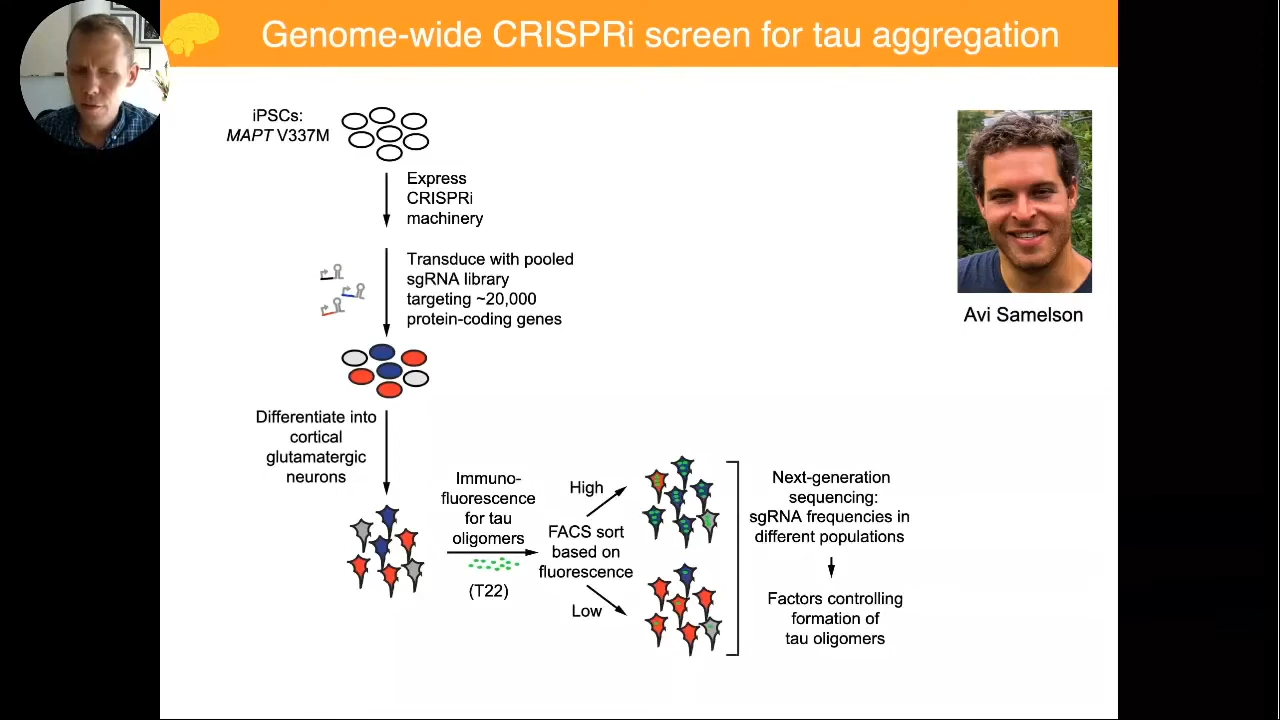 Genome-wide CRISPRi screen for tau aggregation
iPSCs:
MAPT V337M
Express
CRISPRi
machinery
Transduce with pooled
sgRNA library
targeting ~20,000
protein-coding genes
Avi Samelson
Differentiate into
cortical
glutamatergic
neurons
Immuno-
fluorescence
for tau
oligomers
(T22)
High
FACS sort
based on
fluorescence
Low
Next-generation
sequencing:
sgRNA frequencies in
different populations
Factors controlling
formation of
tau oligomers